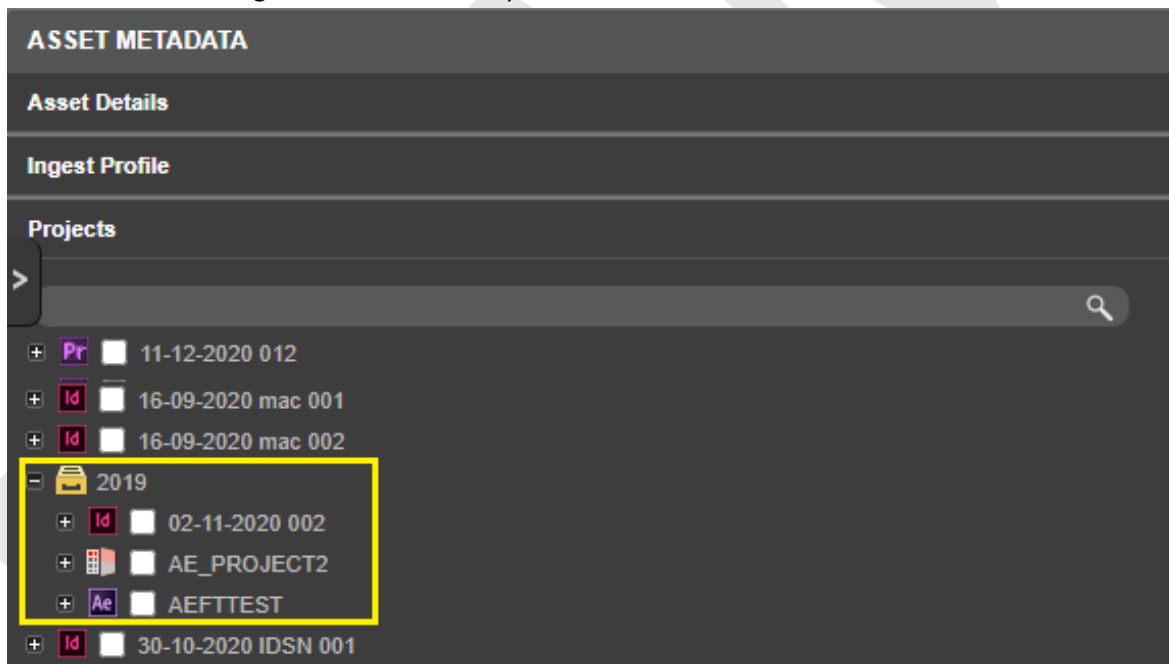 ASSET METADATA
Asset Details
Ingest Profile
Projects
>
Pr 11-12-2020 012
Id 16-09-2020 mac 001
Id 16-09-2020 mac 002
2019
Id 02-11-2020 002
AE_PROJECT2
Ae AEFTTEST
Id 30-10-2020 IDSN 001